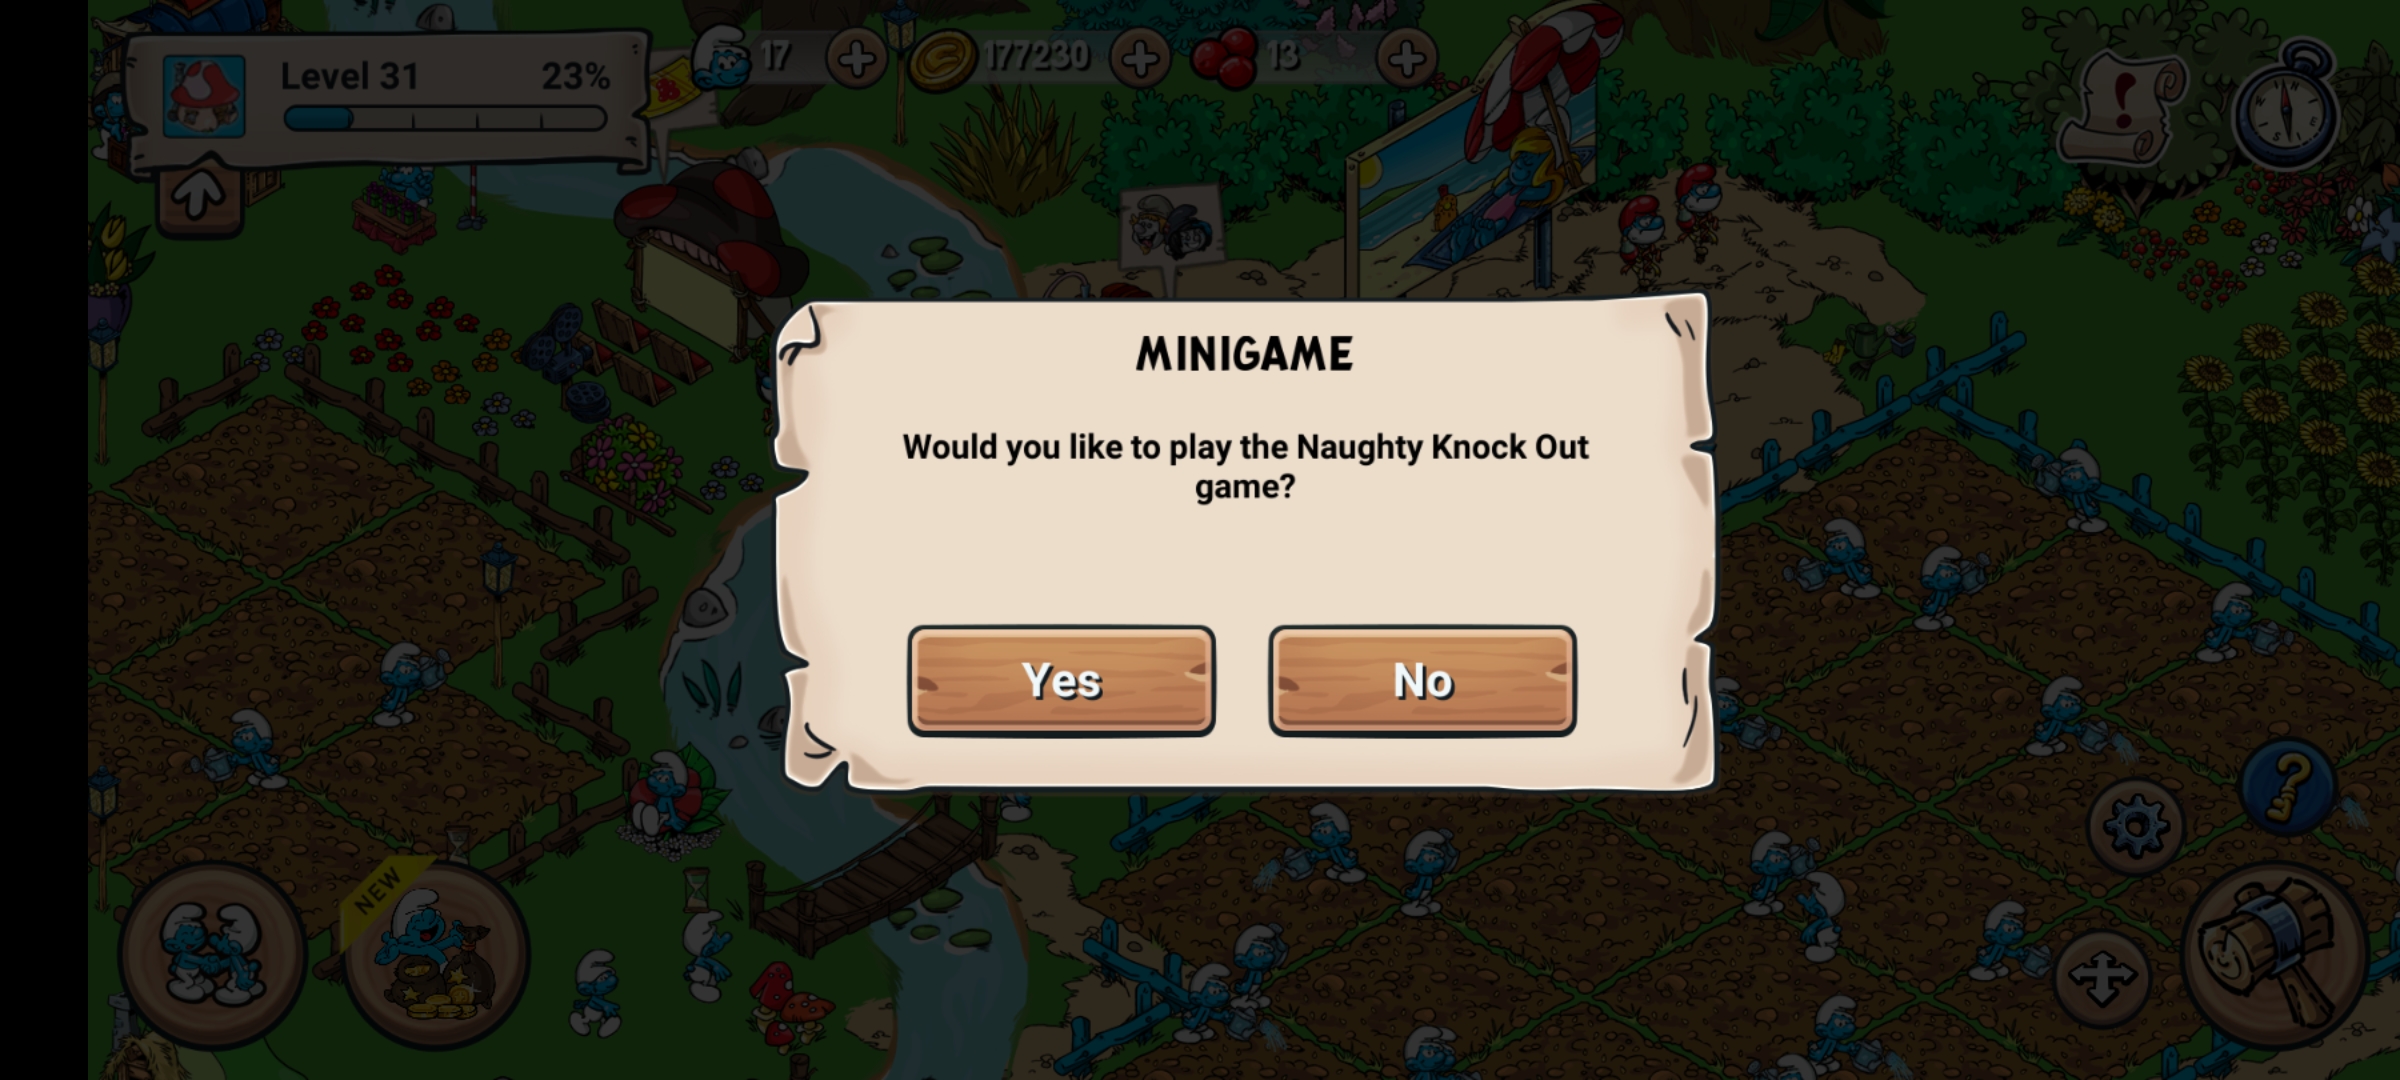 Level 31 23%
17
177230
13
MINIGAME
Would you like to play the Naughty Knock Out
game?
Yes
No
NEW